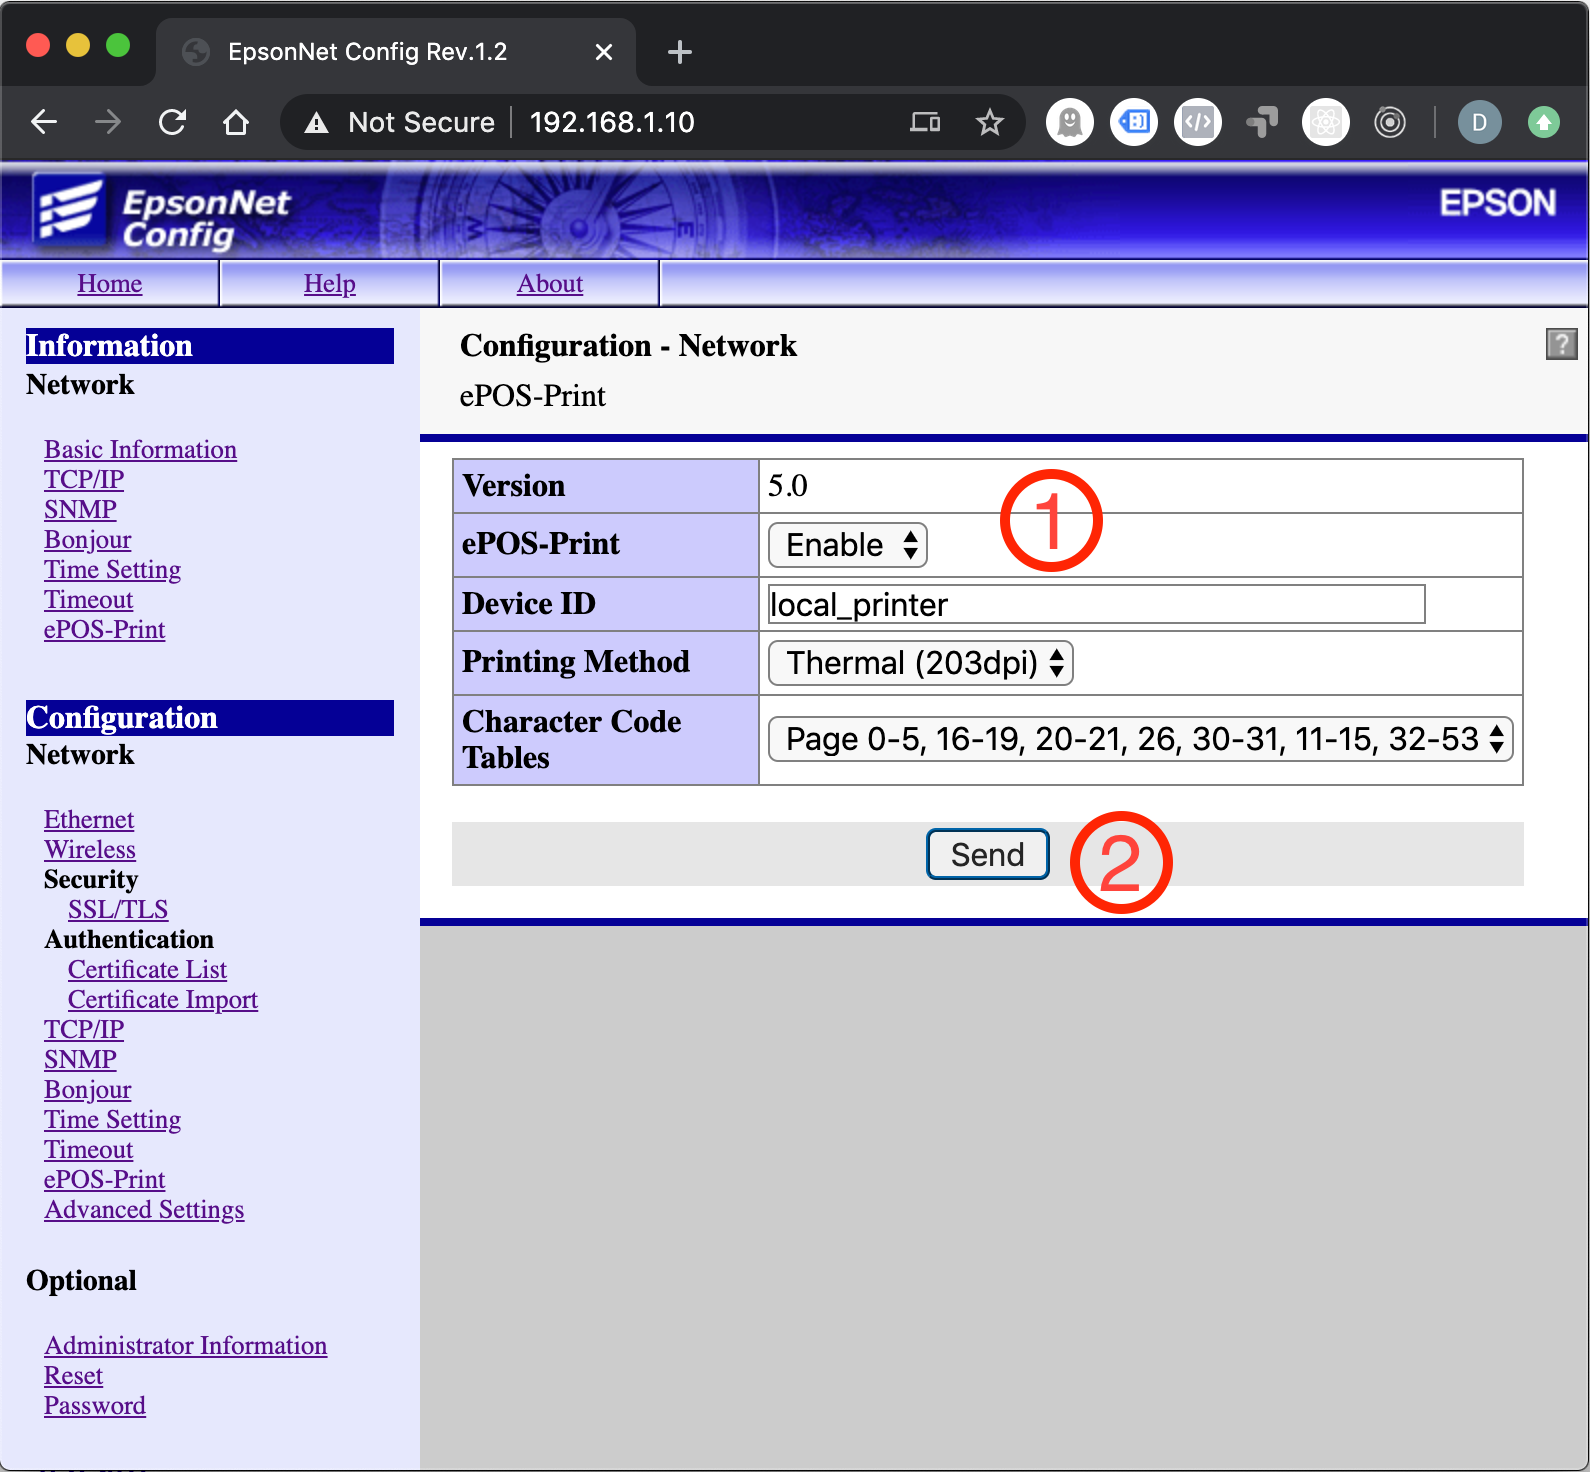 EpsonNet Config Rev.1.2
Not Secure 192.168.1.10
D
EpsonNet
Config
W
E
EPSON
Home
Help
About
Information
Network
Basic Information
TCP/IP
SNMP
Bonjour
Time Setting
Timeout
ePOS-Print
Configuration
Network
Ethernet
Wireless
Security
SSL/TLS
Authentication
Certificate List
Certificate Import
TCP/IP
SNMP
Bonjour
Time Setting
Timeout
ePOS-Print
Advanced Settings
Optional
Administrator Information
Reset
Password
Configuration - Network
?
ePOS-Print
Version 5.0
1
ePOS-Print Enable
Device ID local_printer
Printing Method Thermal (203dpi)
Character Code
Tables
Page 0-5, 16-19, 20-21, 26, 30-31, 11-15, 32-53
Send
2